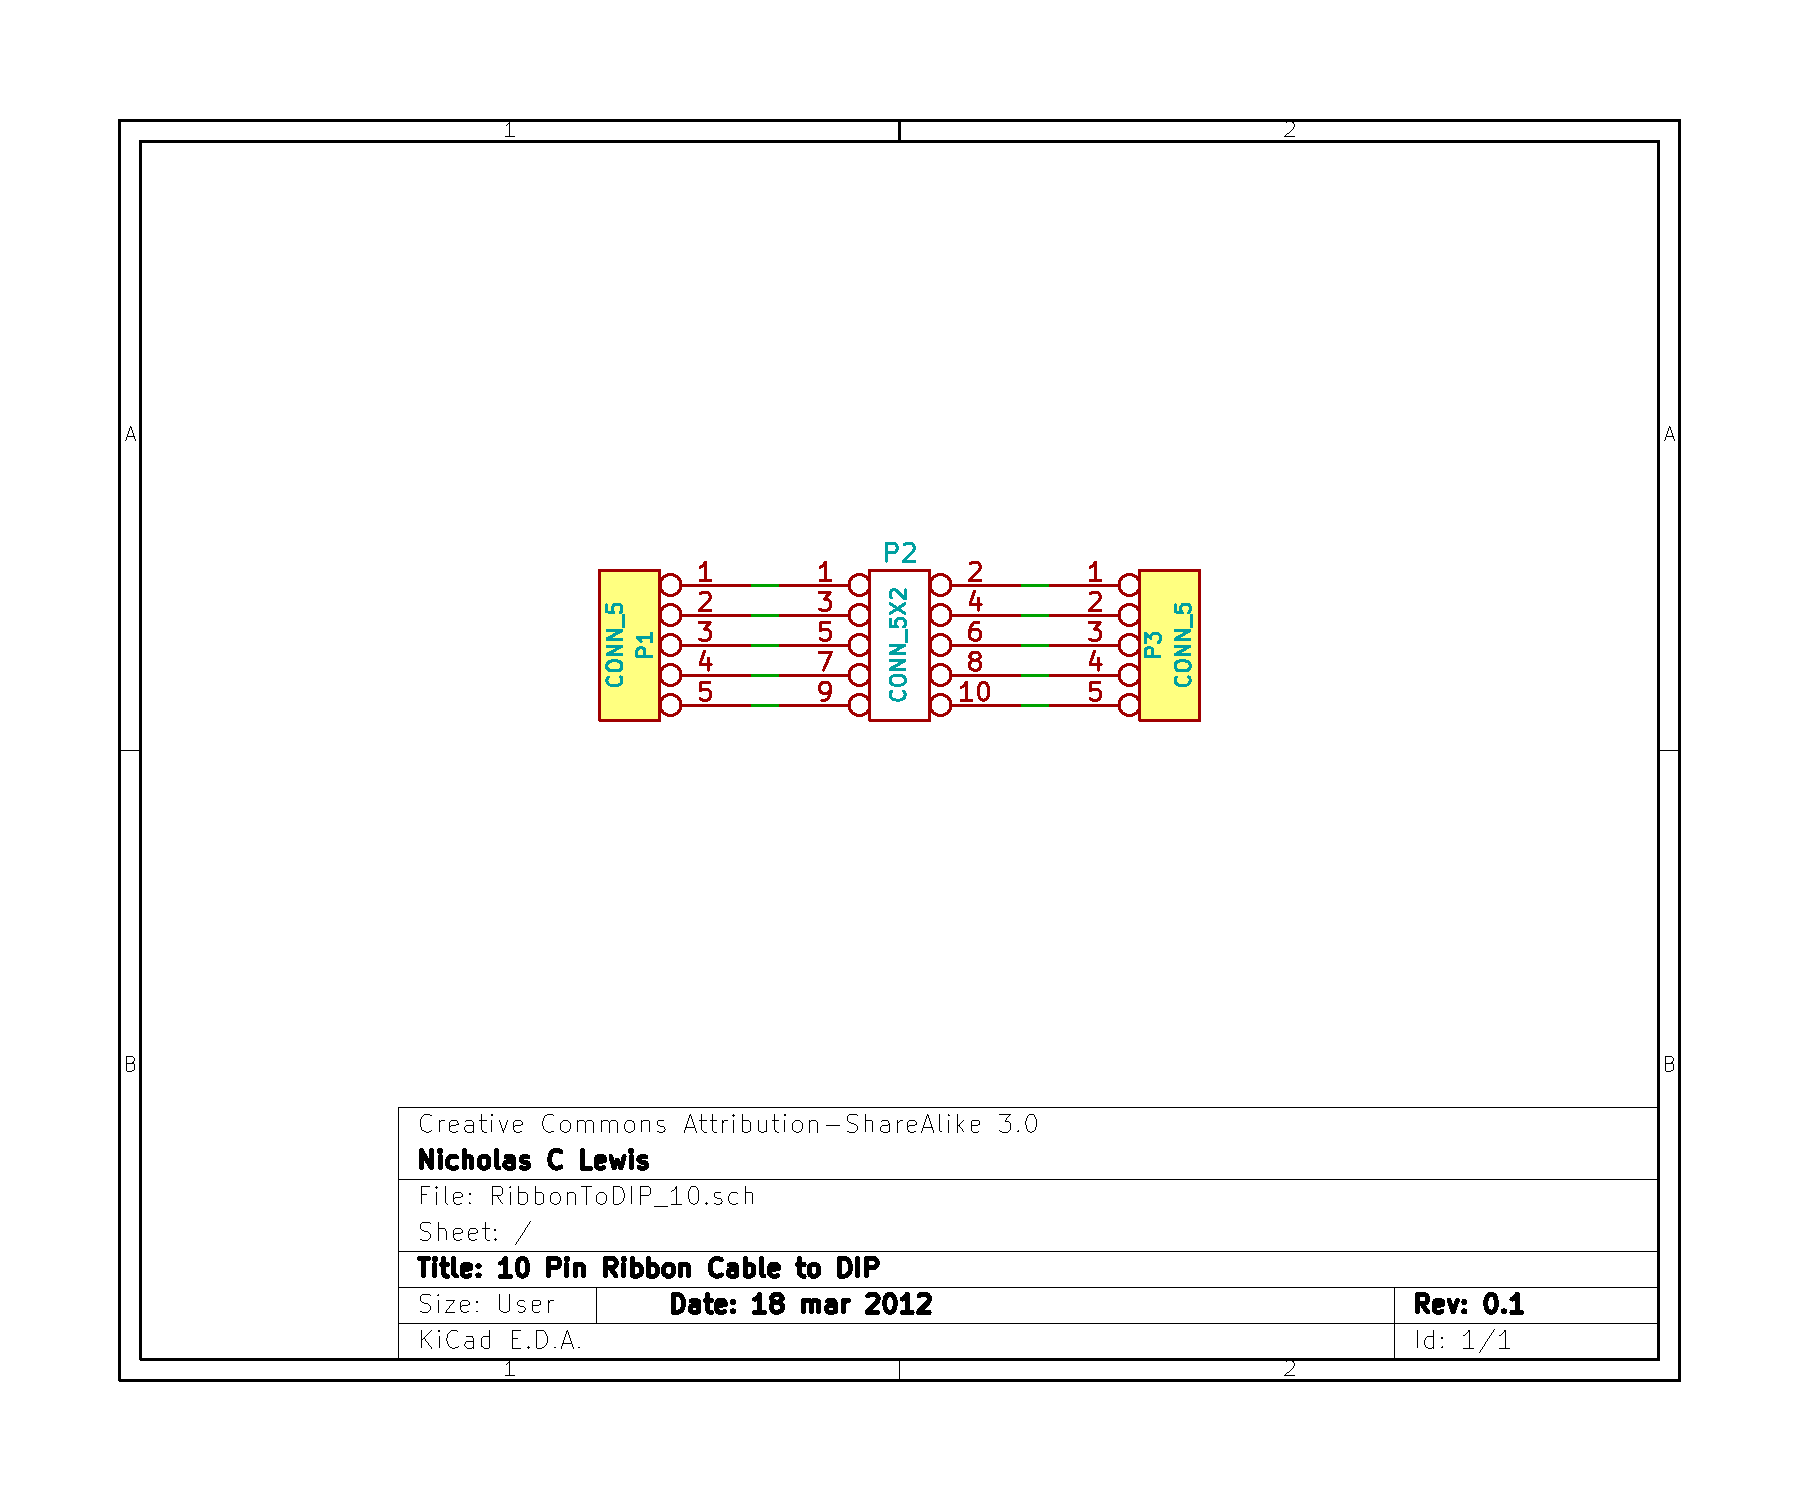 1 2
A A
P2
1 1 2 1
2 3 4 2
3 5 6 3
4 7 8 4
5 9 10 5
CONN_5
P1
CONN_5X2
P3
CONN_5
B B
Creative Commons Attribution-ShareAlike 3.0
Nicholas C Lewis
File: RibbonToDIP_10.sch
Sheet: /
Title: 10 Pin Ribbon Cable to DIP
Size: User Date: 18 mar 2012 Rev: 0.1
KiCad E.D.A. Id: 1/1
1 2